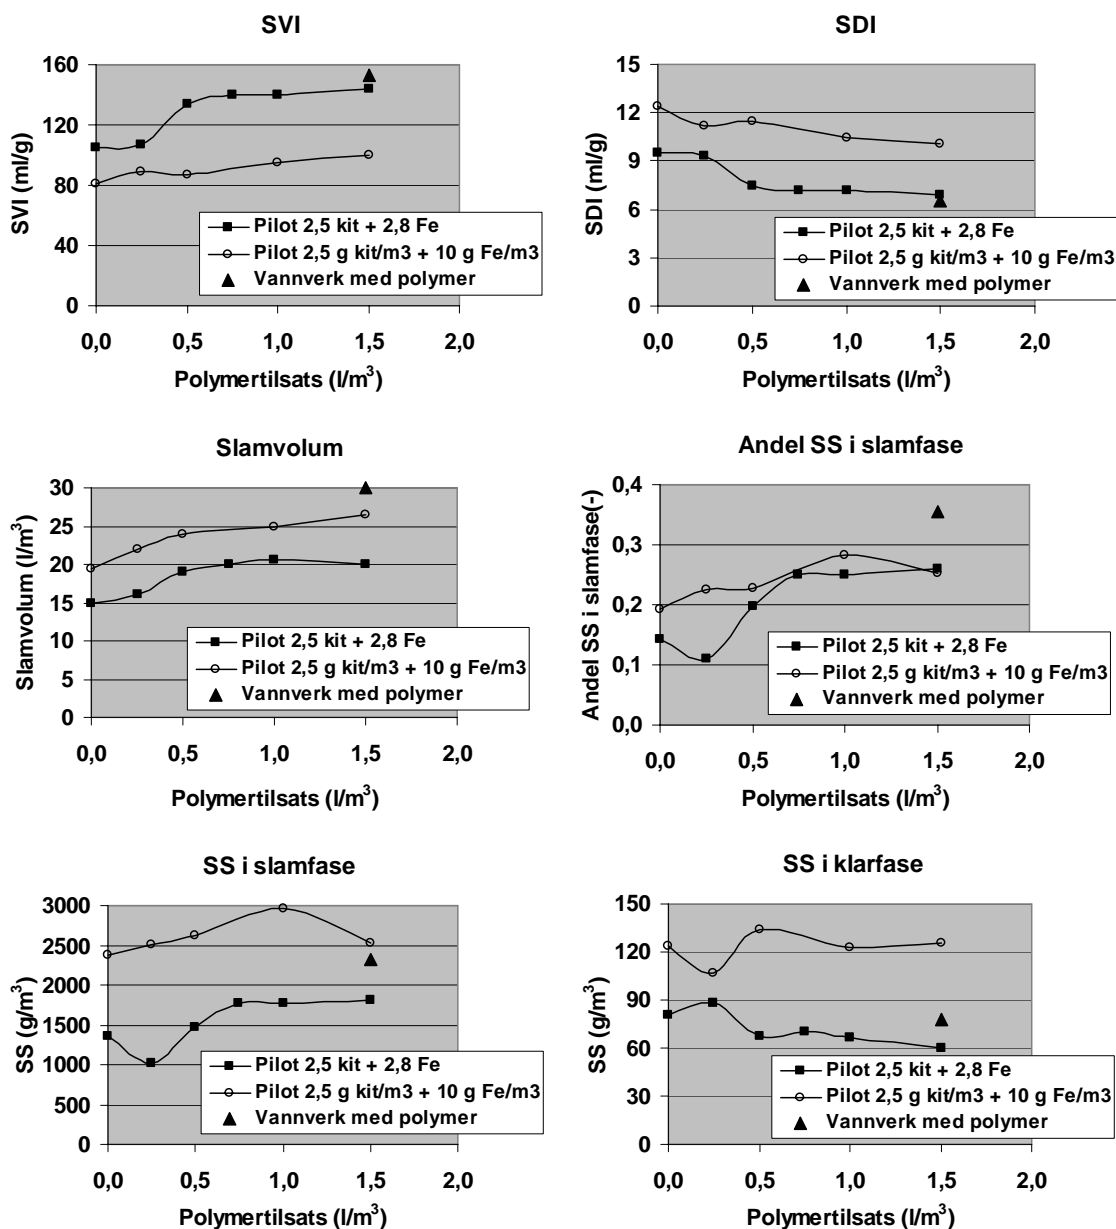 SVI
SVI (ml/g)
160
120
80
40
0
Pilot 2,5 kit + 2,8 Fe
Pilot 2,5 g kit/m3 + 10 g Fe/m3
Vannverk med polymer
0,0 0,5 1,0 1,5 2,0
Polymertilsats (l/m³)
SDI
SDI (ml/g)
15
12
9
6
3
0
Pilot 2,5 kit + 2,8 Fe
Pilot 2,5 g kit/m3 + 10 g Fe/m3
Vannverk med polymer
0,0 0,5 1,0 1,5 2,0
Polymertilsats (l/m³)
Slamvolum
Slamvolum (l/m³)
30
25
20
15
10
5
0
Pilot 2,5 kit + 2,8 Fe
Pilot 2,5 g kit/m3 + 10 g Fe/m3
Vannverk med polymer
0,0 0,5 1,0 1,5 2,0
Polymertilsats (l/m³)
Andel SS i slamfase
Andel SS i slamfase(-)
0,4
0,3
0,2
0,1
0,0
Pilot 2,5 kit + 2,8 Fe
Pilot 2,5 g kit/m3 + 10 g Fe/m3
Vannverk med polymer
0,0 0,5 1,0 1,5 2,0
Polymertilsats (l/m³)
SS i slamfase
SS (g/m³)
3000
2500
2000
1500
1000
500
0
Pilot 2,5 kit + 2,8 Fe
Pilot 2,5 g kit/m3 + 10 g Fe/m3
Vannverk med polymer
0,0 0,5 1,0 1,5 2,0
Polymertilsats (l/m³)
SS i klarfase
SS (g/m³)
150
120
90
60
30
0
Pilot 2,5 kit + 2,8 Fe
Pilot 2,5 g kit/m3 + 10 g Fe/m3
Vannverk med polymer
0,0 0,5 1,0 1,5 2,0
Polymertilsats (l/m³)